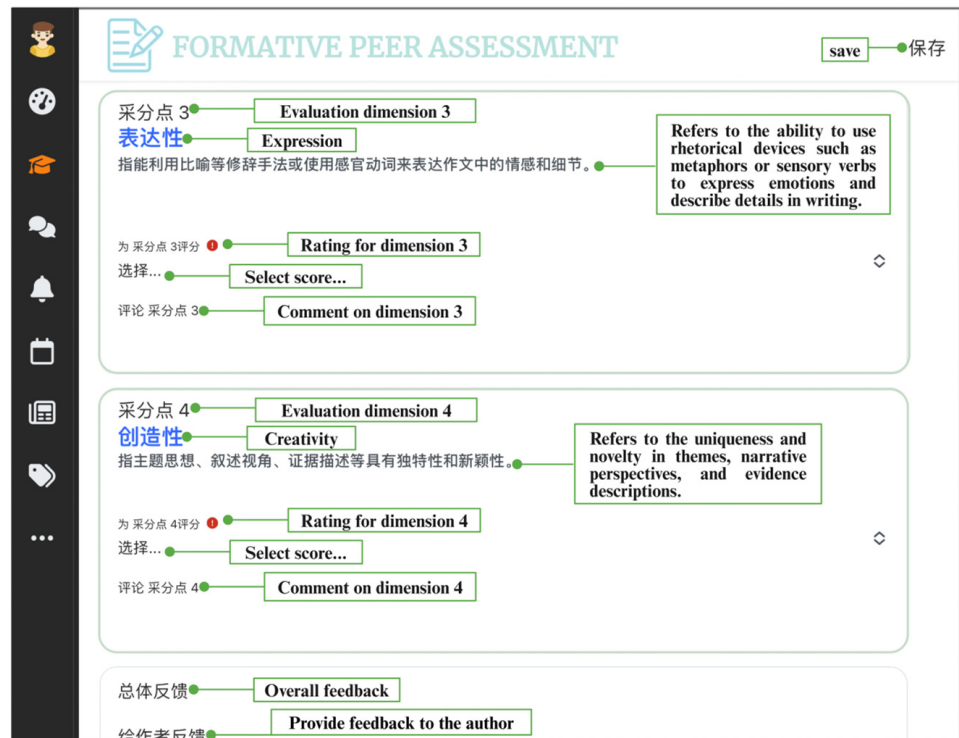 FORMATIVE PEER ASSESSMENT
save
保存
采分点 3
Evaluation dimension 3
表达性
Expression
指能利用比喻等修辞手法或使用感官动词来表达作文中的情感和细节。
Refers to the ability to use
rhetorical devices such as
metaphors or sensory verbs
to express emotions and
describe details in writing.
为 采分点 3评分
Rating for dimension 3
选择...
Select score...
评论 采分点 3
Comment on dimension 3
采分点 4
Evaluation dimension 4
创造性
Creativity
指主题思想、叙述视角、证据描述等具有独特性和新颖性。
Refers to the uniqueness and
novelty in themes, narrative
perspectives, and evidence
descriptions.
为 采分点 4评分
Rating for dimension 4
选择...
Select score...
评论 采分点 4
Comment on dimension 4
总体反馈
Overall feedback
给作者反馈
Provide feedback to the author